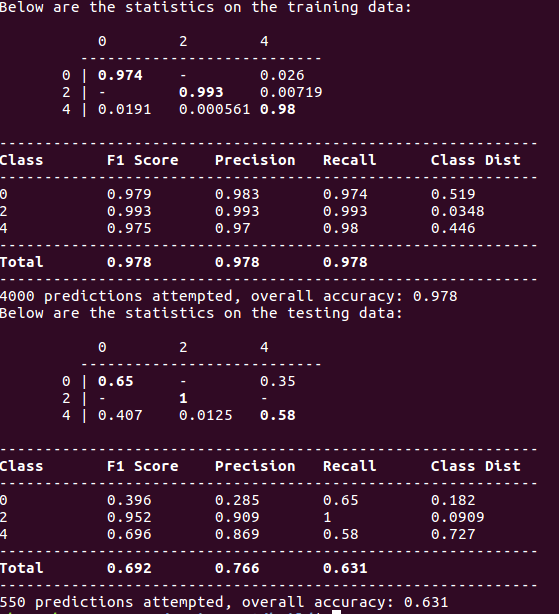 Below are the statistics on the training data:
0 2 4
---------------------------
0 | 0.974 - 0.026
2 | - 0.993 0.00719
4 | 0.0191 0.000561 0.98
------------------------------------------------------------
Class F1 Score Precision Recall Class Dist
------------------------------------------------------------
0 0.979 0.983 0.974 0.519
2 0.993 0.993 0.993 0.0348
4 0.975 0.97 0.98 0.446
------------------------------------------------------------
Total 0.978 0.978 0.978
------------------------------------------------------------
4000 predictions attempted, overall accuracy: 0.978
Below are the statistics on the testing data:
0 2 4
---------------------------
0 | 0.65 - 0.35
2 | - 1 -
4 | 0.407 0.0125 0.58
------------------------------------------------------------
Class F1 Score Precision Recall Class Dist
------------------------------------------------------------
0 0.396 0.285 0.65 0.182
2 0.952 0.909 1 0.0909
4 0.696 0.869 0.58 0.727
------------------------------------------------------------
Total 0.692 0.766 0.631
------------------------------------------------------------
550 predictions attempted, overall accuracy: 0.631